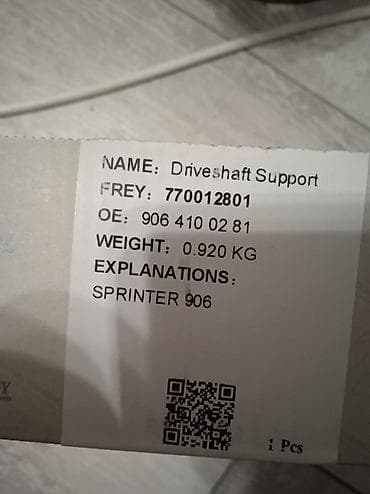 NAME: Driveshaft Support
FREY: 770012801
OE: 906 410 02 81
WEIGHT: 0.920 KG
EXPLANATIONS:
SPRINTER 906
1 Pcs